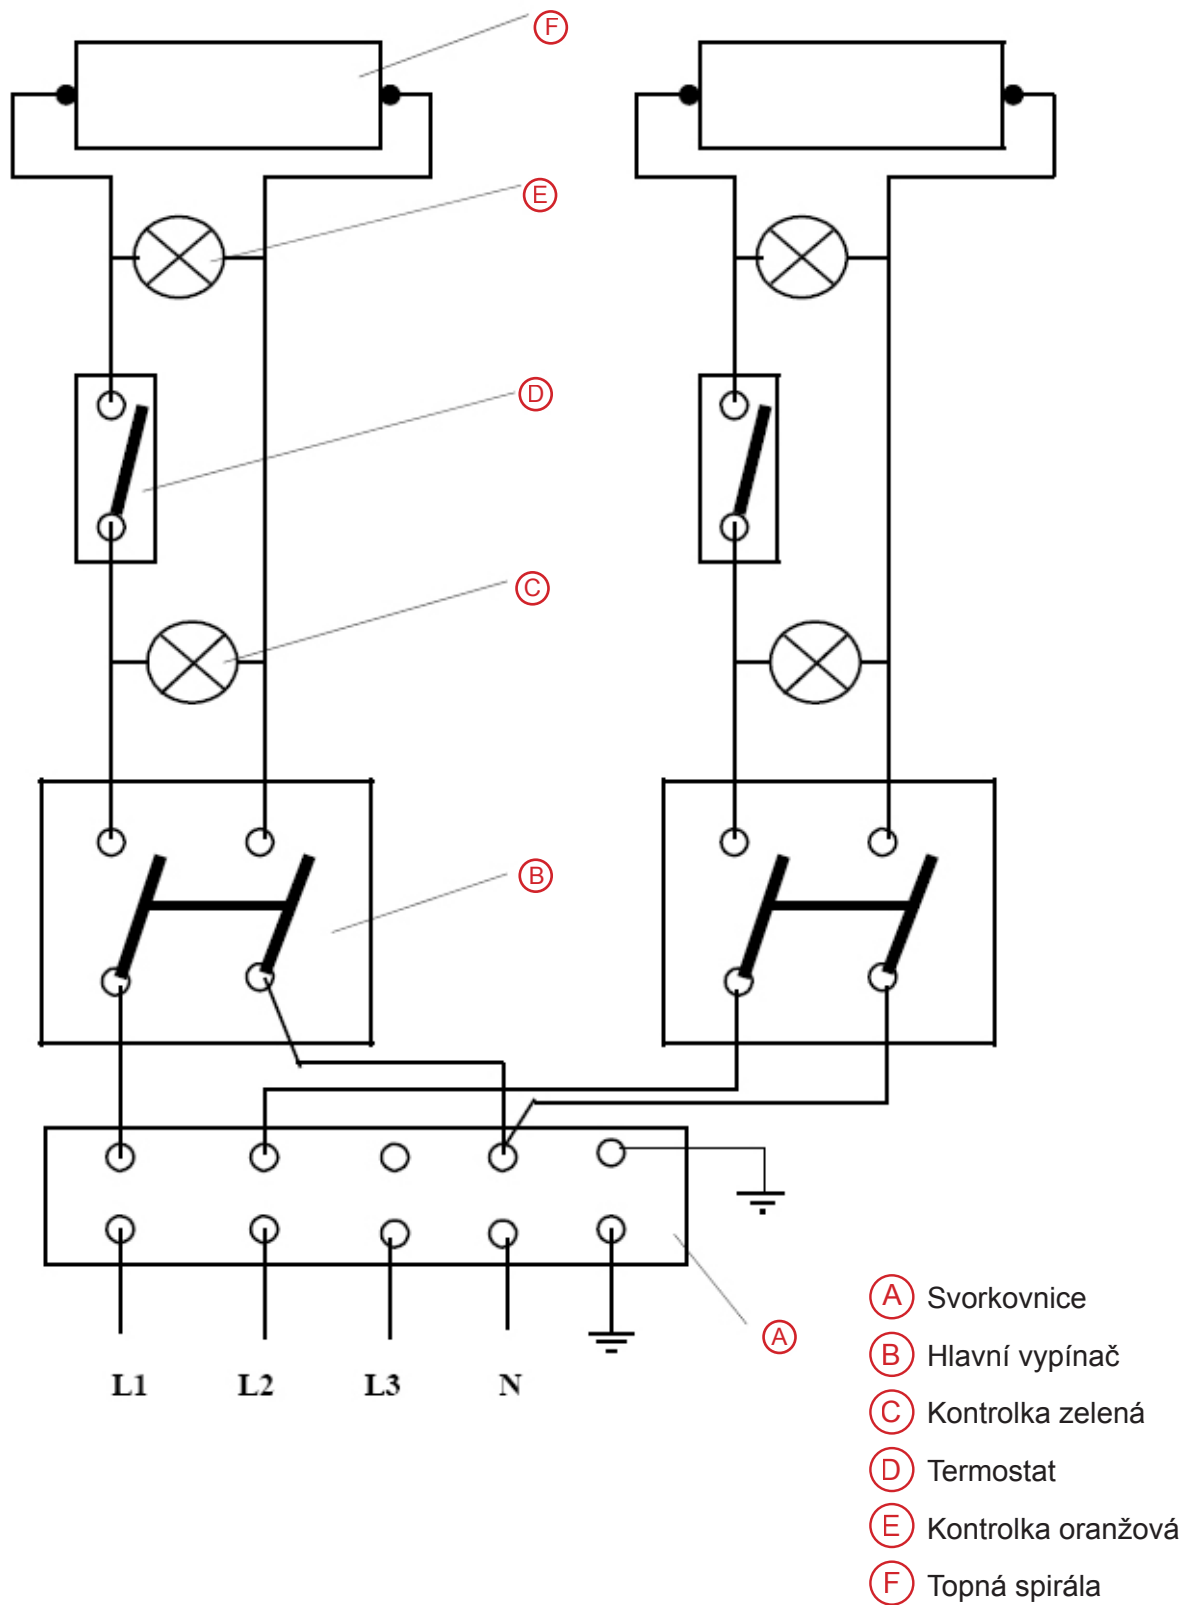 F
E
D
C
B
A
L1 L2 L3 N
A Svorkovnice
B Hlavní vypínač
C Kontrolka zelená
D Termostat
E Kontrolka oranžová
F Topná spirála